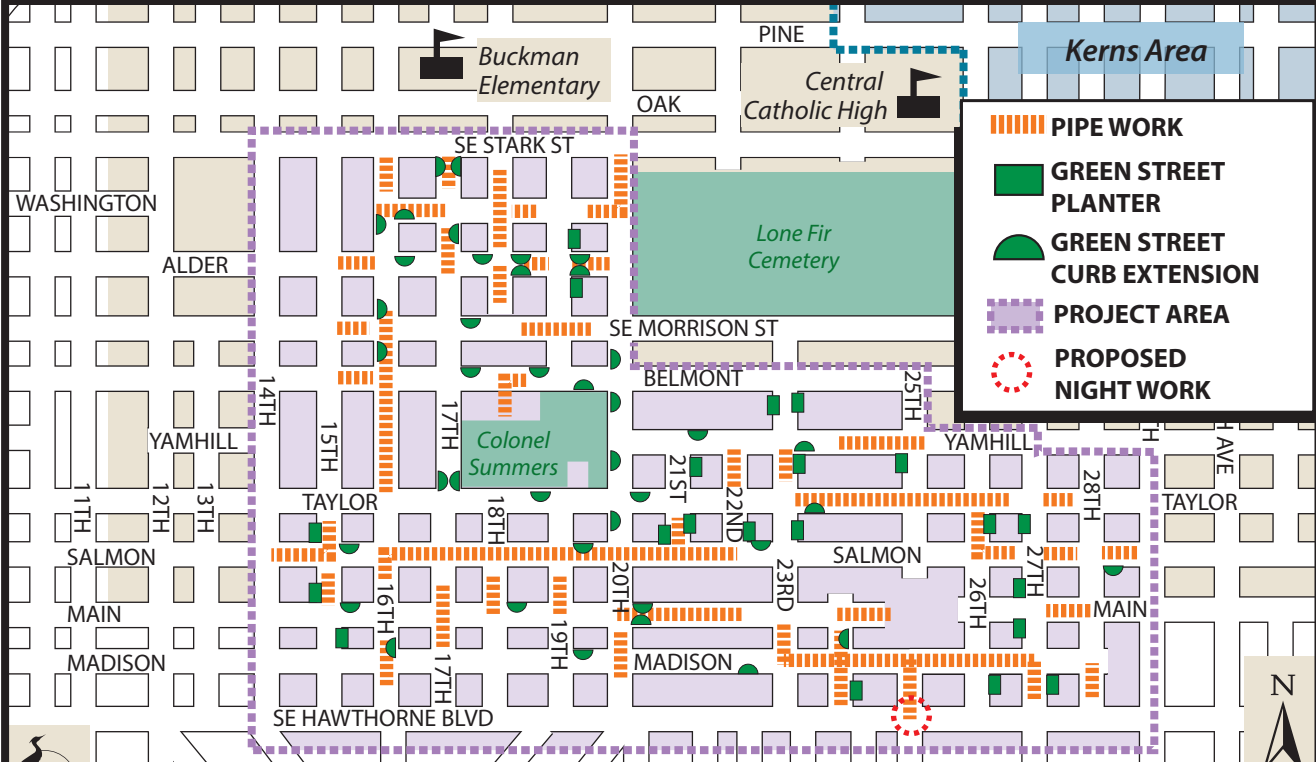 PINE
Kerns Area
Buckman
Elementary
Central
Catholic High
OAK
PIPE WORK
SE STARK ST
GREEN STREET
PLANTER
WASHINGTON
Lone Fir
Cemetery
GREEN STREET
CURB EXTENSION
ALDER
PROJECT AREA
SE MORRISON ST
PROPOSED
NIGHT WORK
BELMONT
14TH
15TH
17TH
25TH
YAMHILL
Colonel
Summers
YAMHILL
H
H AVE
11TH
12TH
13TH
TAYLOR
18TH
21ST
22ND
28TH
TAYLOR
SALMON
SALMON
16TH
20TH
23RD
26TH
27TH
MAIN
MAIN
19TH
MADISON
17TH
MADISON
SE HAWTHORNE BLVD
N